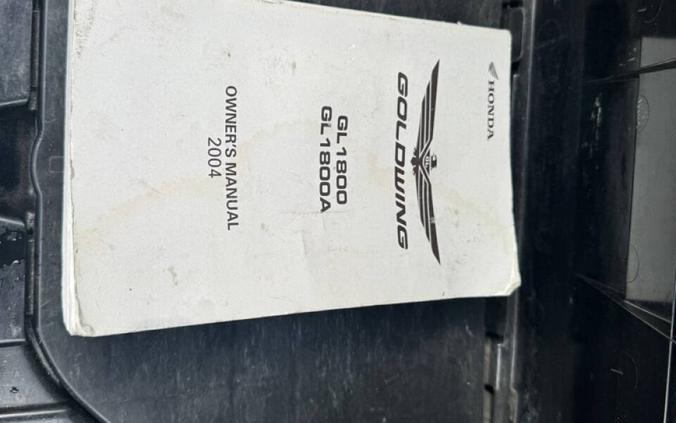 HONDA
GOLDWING
GL1800
GL1800A
OWNER'S MANUAL
2004